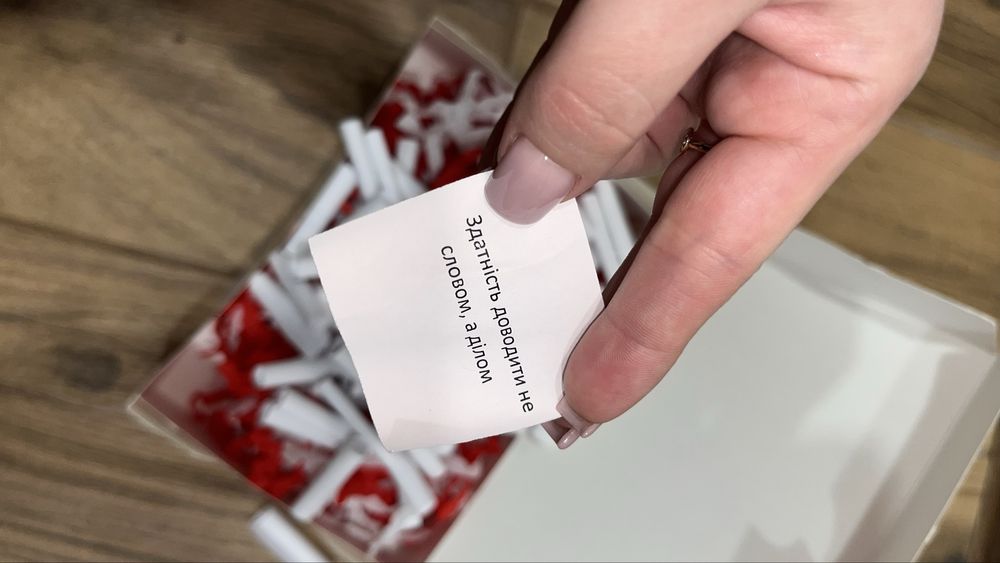 Здатність доводити не
словом, а ділом